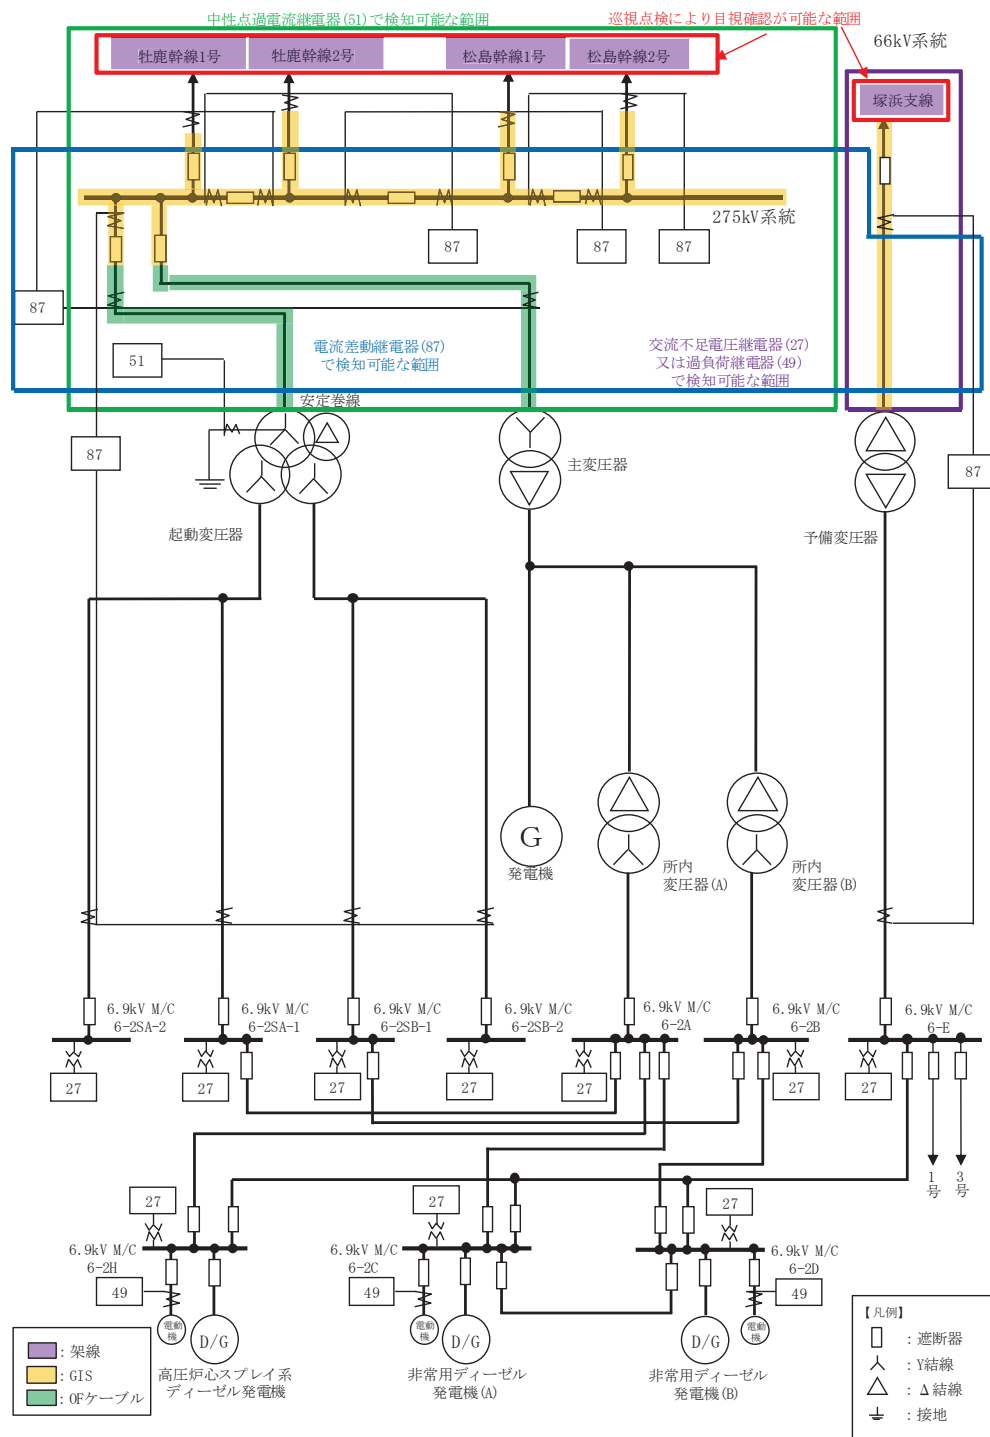 中性点過電流継電器(51)で検知可能な範囲
巡視点検により目視確認が可能な範囲
66kV系統
牡鹿幹線1号
牡鹿幹線2号
松島幹線1号
松島幹線2号
塚浜支線
275kV系統
87
87
87
87
電流差動継電器(87)
で検知可能な範囲
交流不足電圧継電器(27)
又は過負荷継電器(49)
で検知可能な範囲
51
安定巻線
87
87
主変圧器
起動変圧器
予備変圧器
G
発電機
所内
変圧器(A)
所内
変圧器(B)
6.9kV M/C
6-2SA-2
6.9kV M/C
6-2SA-1
6.9kV M/C
6-2SB-1
6.9kV M/C
6-2SB-2
6.9kV M/C
6-2A
6.9kV M/C
6-2B
6.9kV M/C
6-E
27
27
27
27
27
27
27
1
号
3
号
27
27
27
6.9kV M/C
6-2H
6.9kV M/C
6-2C
6.9kV M/C
6-2D
49
49
49
電動
機
D/G
電動
機
D/G
D/G
電動
機
高圧炉心スプレイ系
ディーゼル発電機
非常用ディーゼル
発電機(A)
非常用ディーゼル
発電機(B)
：架線
：GIS
：OFケーブル
【凡例】
：遮断器
：Y結線
：Δ結線
：接地